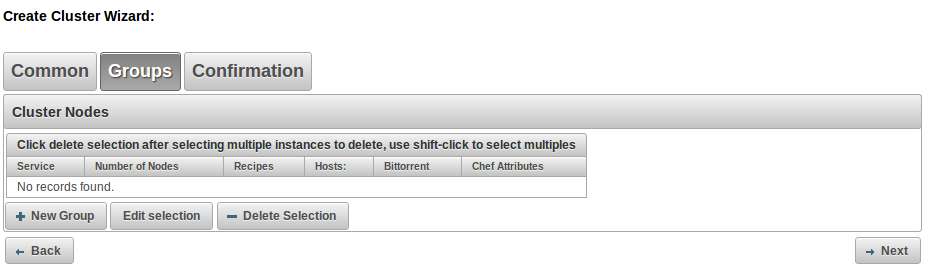 Create Cluster Wizard:
Common Groups Confirmation
Cluster Nodes
Click delete selection after selecting multiple instances to delete, use shift-click to select multiples
Service Number of Nodes Recipes Hosts: Bittorrent Chef Attributes
No records found.
New Group Edit selection Delete Selection
Back Next